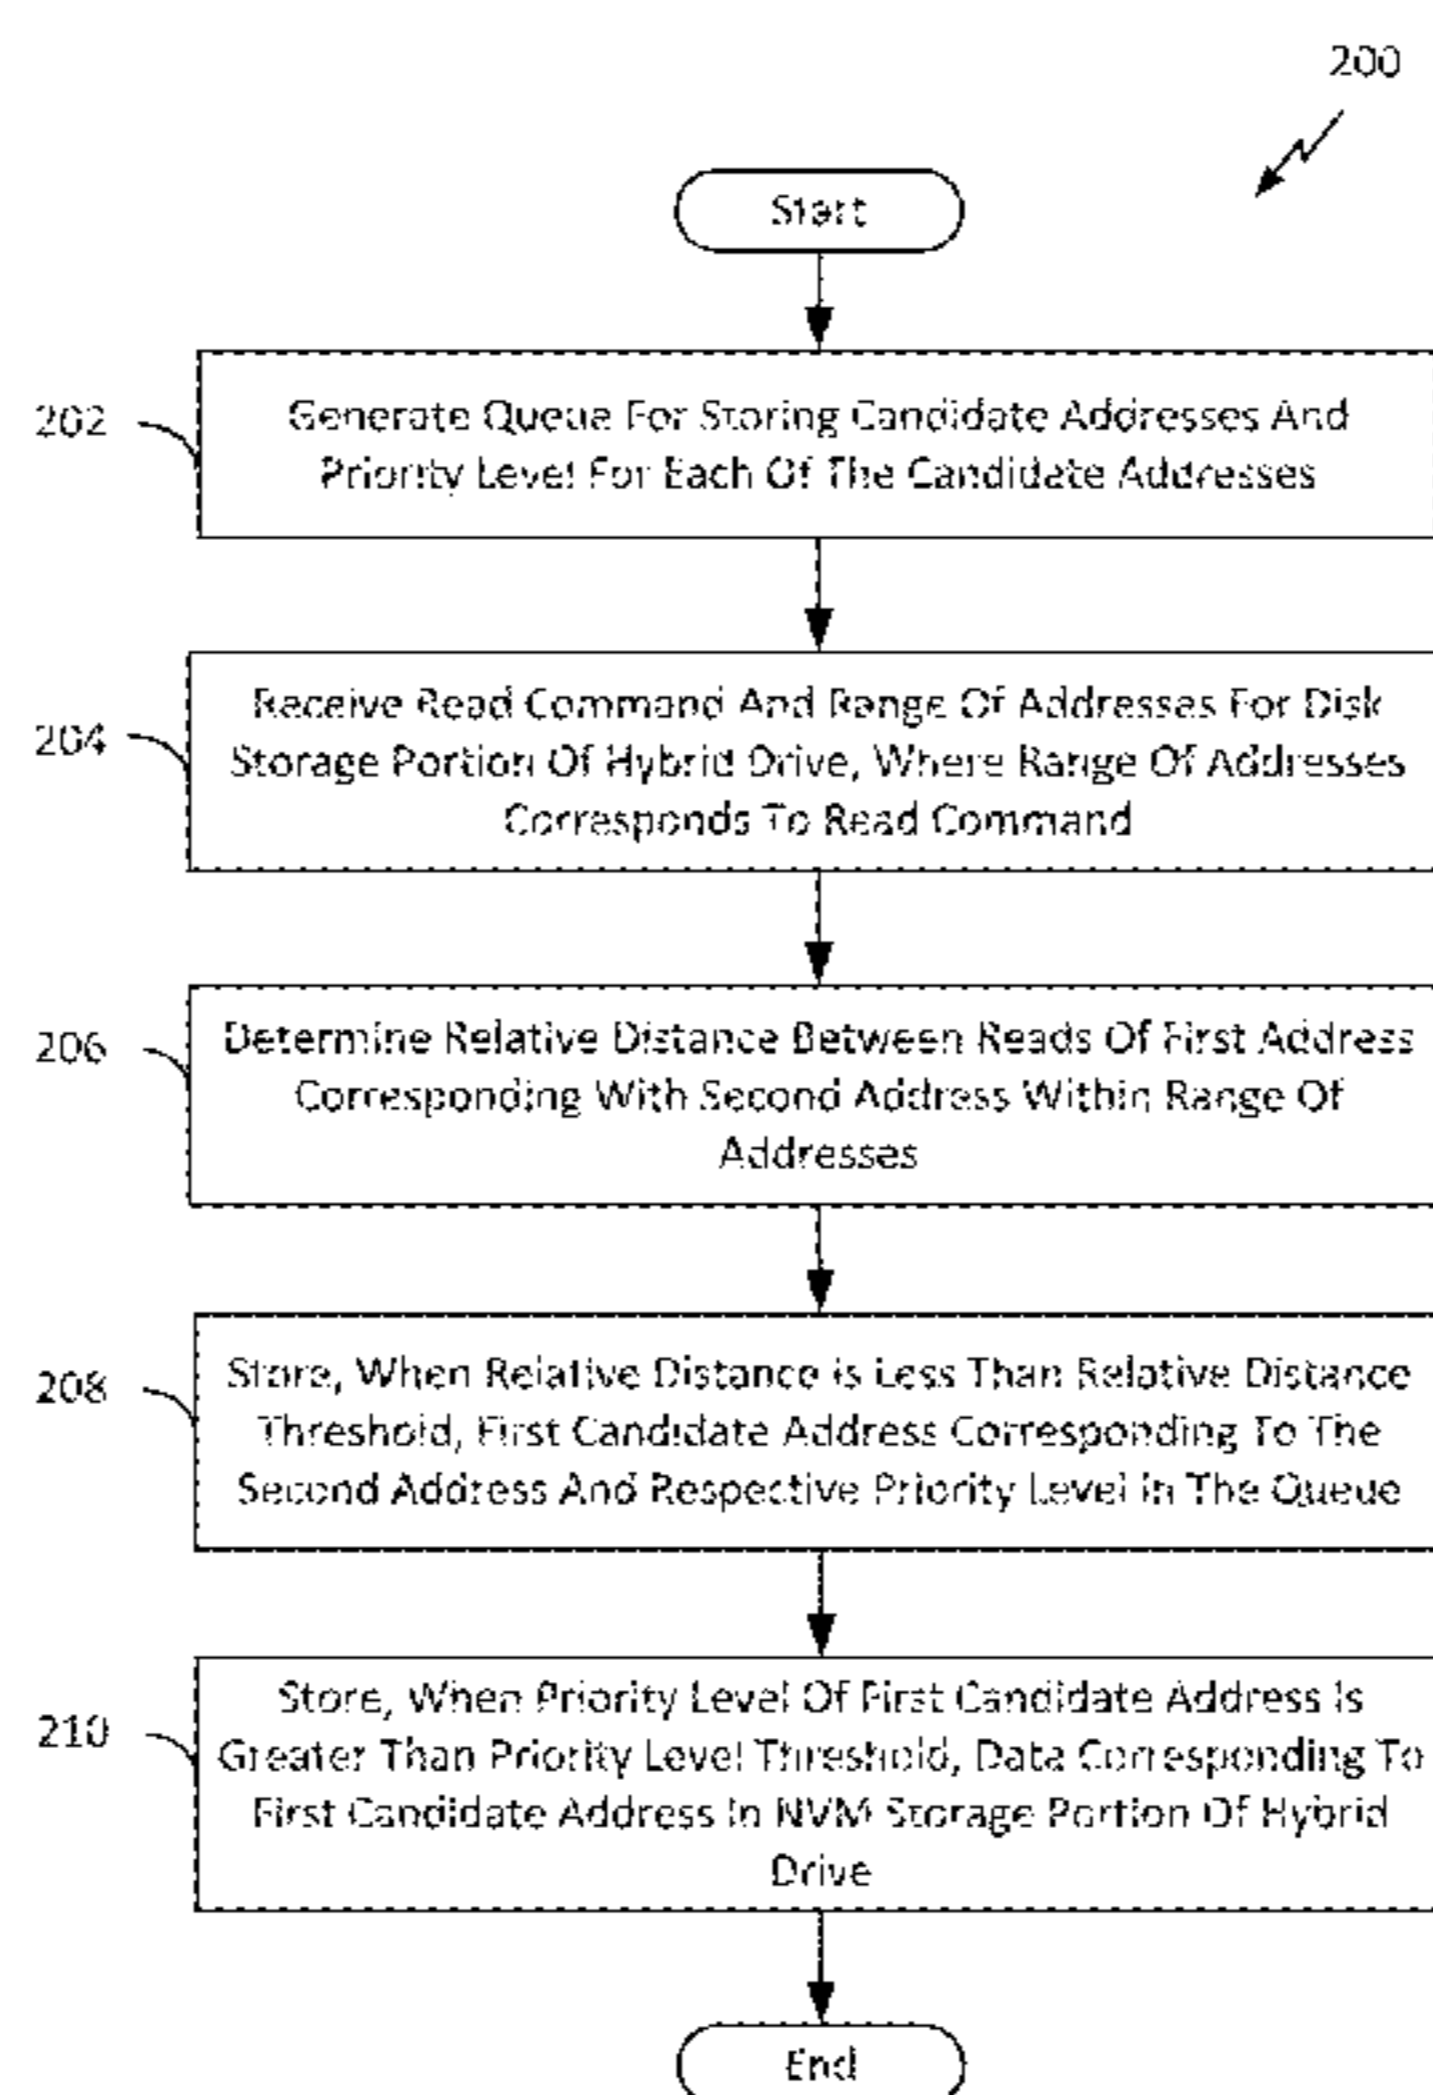 200
Start
202
Generate Queue For Storing Candidate Addresses And
Priority Level For Each Of The Candidate Addresses
204
Receive Read Command And Range Of Addresses For Disk
Storage Portion Of Hybrid Drive, Where Range Of Addresses
Corresponds To Read Command
206
Determine Relative Distance Between Reads Of First Address
Corresponding With Second Address Within Range Of
Addresses
208
Store, When Relative Distance Is Less Than Relative Distance
Threshold, First Candidate Address Corresponding To The
Second Address And Respective Priority Level In The Queue
210
Store, When Priority Level Of First Candidate Address Is
Greater Than Priority Level Threshold, Data Corresponding To
First Candidate Address In NVM Storage Portion Of Hybrid
Drive
End